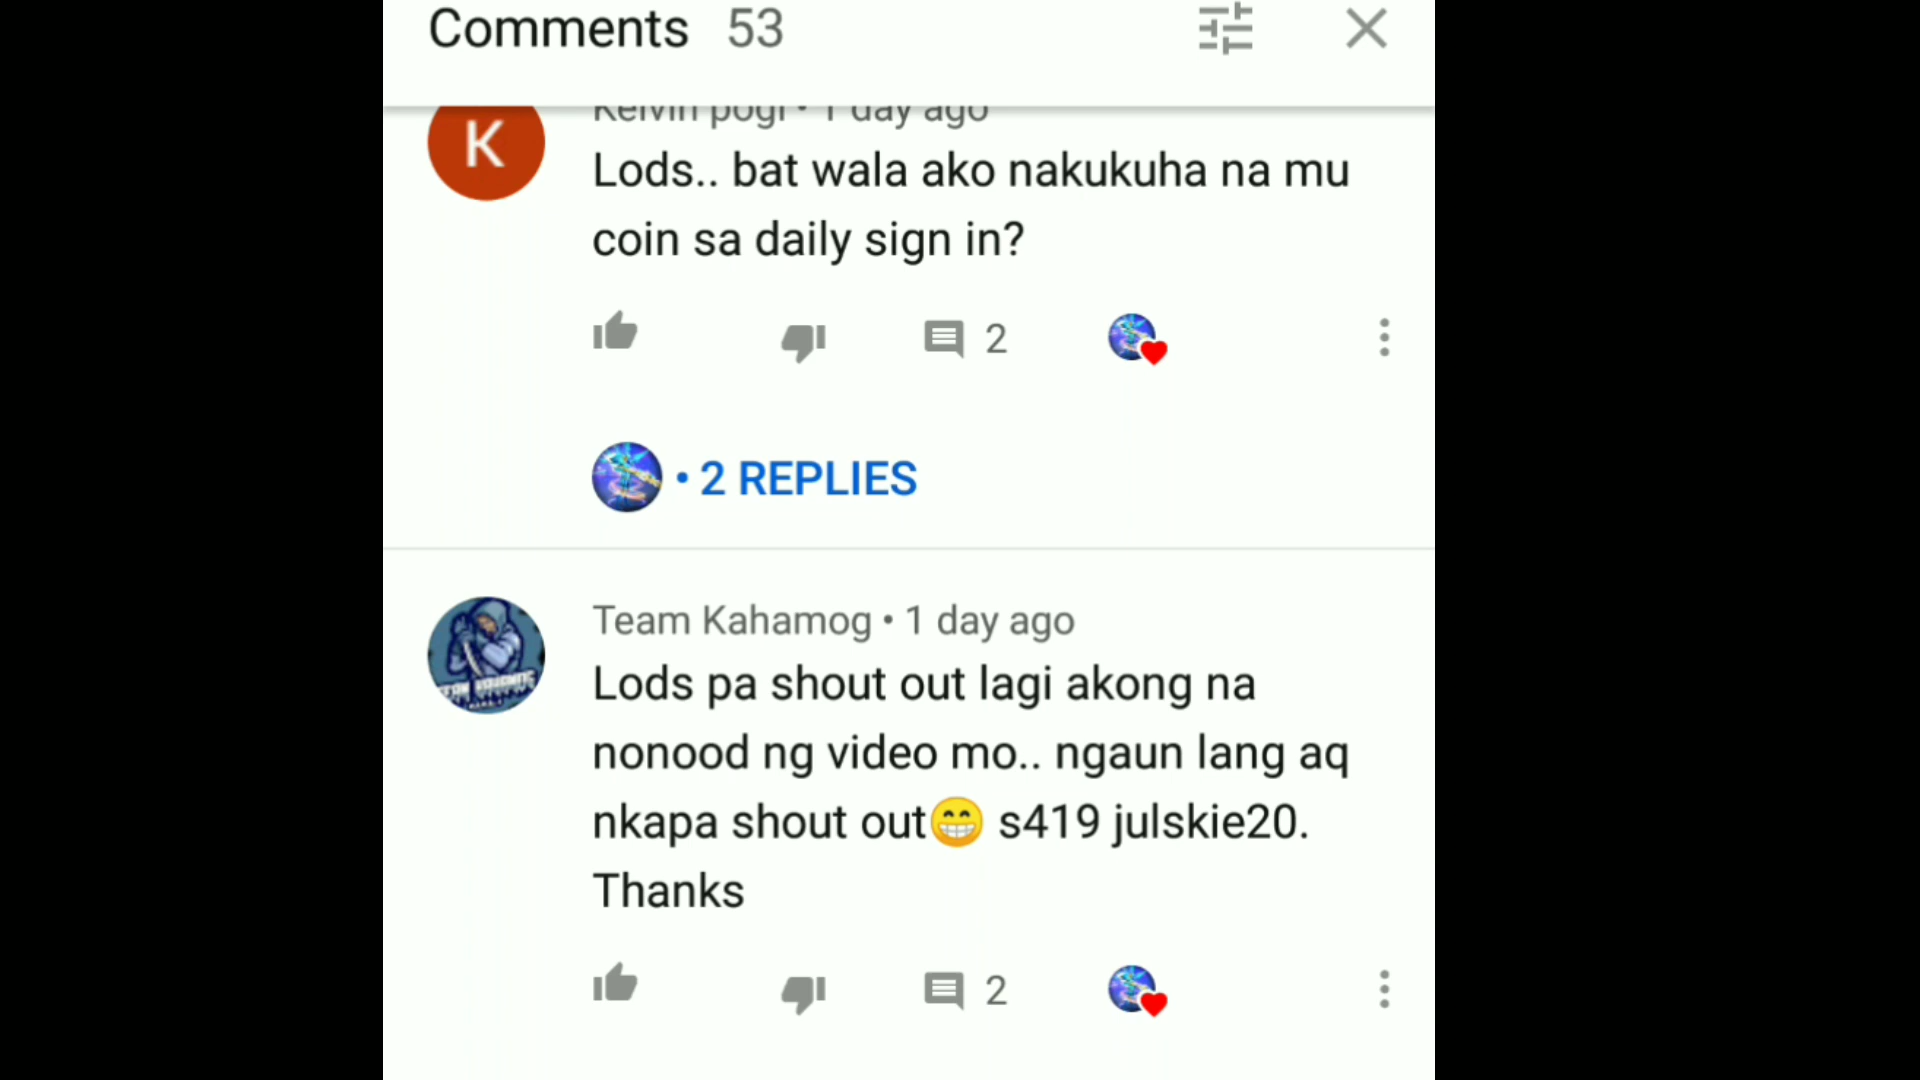 Comments 53
K
Kelvin pogi • 1 day ago
Lods.. bat wala ako nakukuha na mu
coin sa daily sign in?
2
• 2 REPLIES
Team Kahamog • 1 day ago
Lods pa shout out lagi akong na
nonood ng video mo.. ngaun lang aq
nkapa shout out😁 s419 julskie20.
Thanks
2